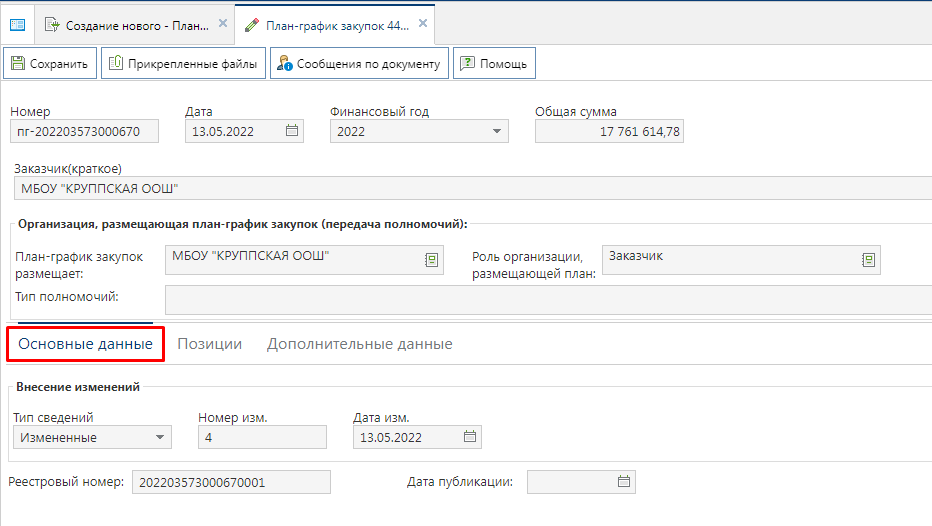 Создание нового - План... План-график закупок 44...
Сохранить Прикрепленные файлы Сообщения по документу Помощь
Номер Дата Финансовый год Общая сумма
пг-202203573000670 13.05.2022 2022 17 761 614,78
Заказчик(краткое)
МБОУ "КРУППСКАЯ ООШ"
Организация, размещающая план-график закупок (передача полномочий):
План-график закупок размещает: МБОУ "КРУППСКАЯ ООШ" Роль организации, размещающей план: Заказчик
Тип полномочий:
Основные данные Позиции Дополнительные данные
Внесение изменений
Тип сведений Номер изм. Дата изм.
Измененные 4 13.05.2022
Реестровый номер: 202203573000670001 Дата публикации: